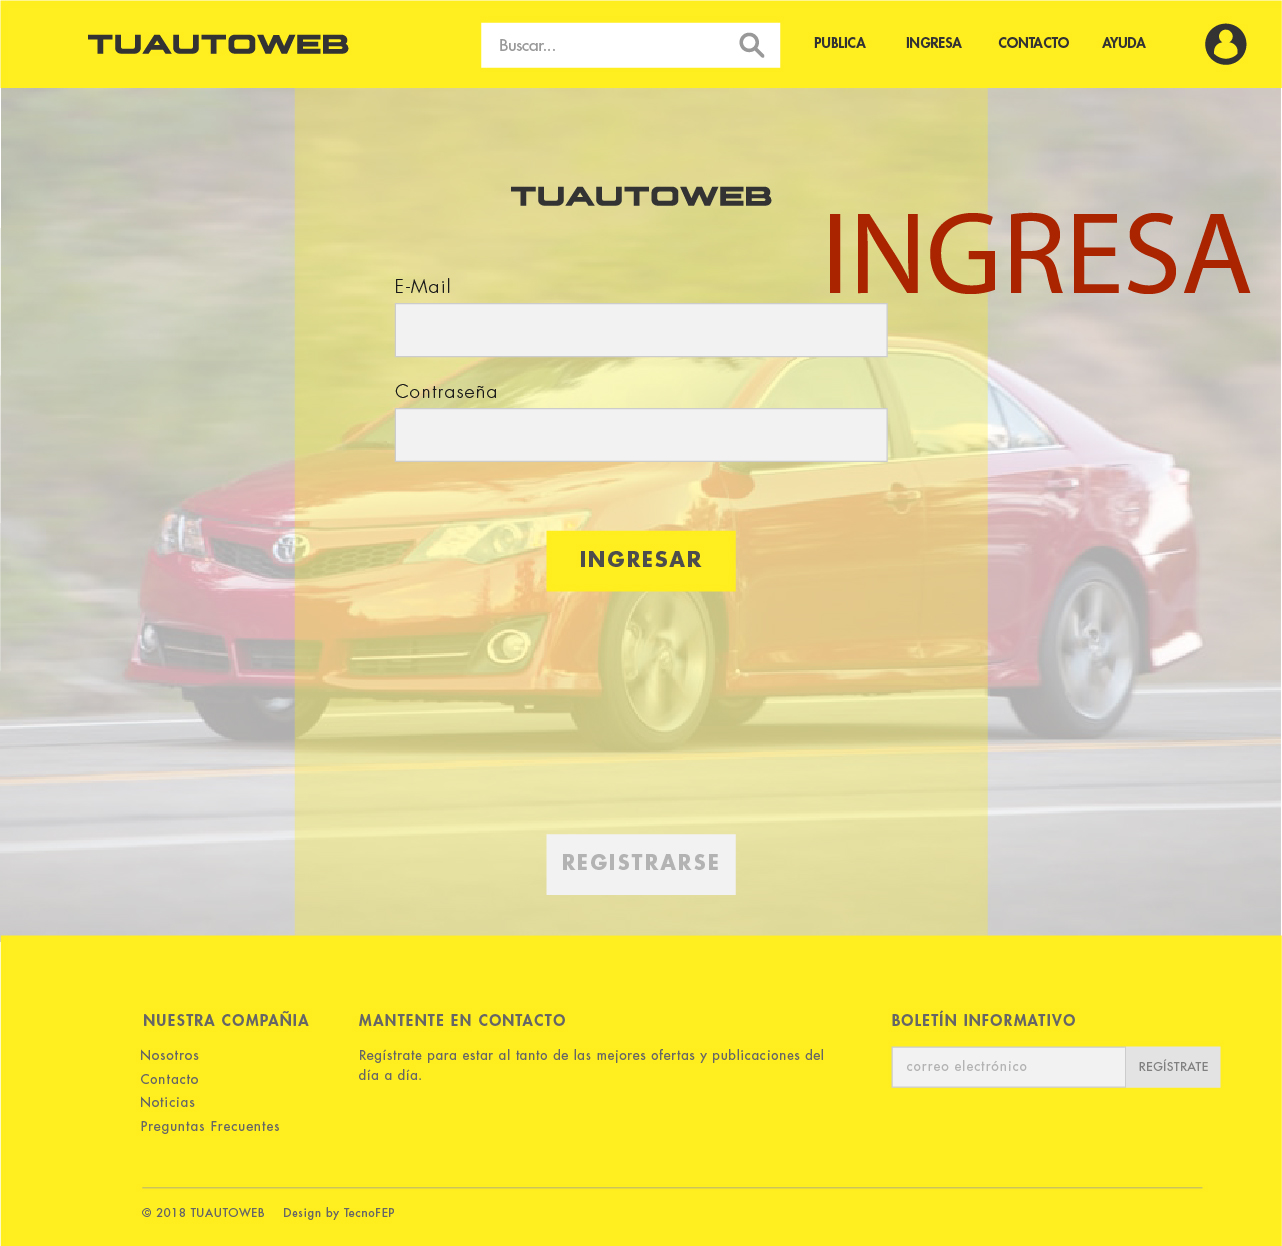 TUAUTOWEB
Buscar...
PUBLICA
INGRESA
CONTACTO
AYUDA
TUAUTOWEB
INGRESA
E-Mail
Contraseña
INGRESAR
REGISTRARSE
NUESTRA COMPAÑIA
Nosotros
Contacto
Noticias
Preguntas Frecuentes
MANTENTE EN CONTACTO
Regístrate para estar al tanto de las mejores ofertas y publicaciones del
día a día.
BOLETÍN INFORMATIVO
correo electrónico
REGÍSTRATE
© 2018 TUAUTOWEB
Design by TecnoFEP